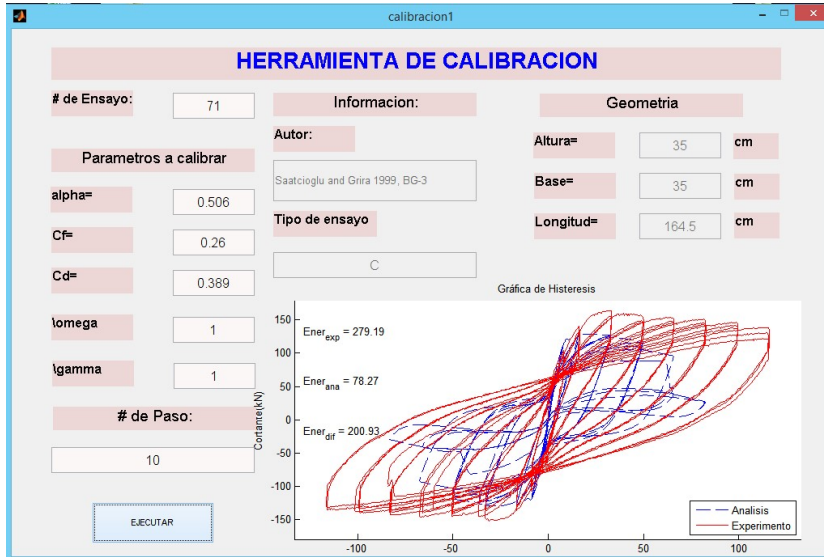 calibracion1
HERRAMIENTA DE CALIBRACION
# de Ensayo:
71
Parametros a calibrar
alpha=
0.506
Cf=
0.26
Cd=
0.389
\omega
1
\gamma
1
# de Paso:
10
EJECUTAR
Informacion:
Autor:
Saatcioglu and Grira 1999, BG-3
Tipo de ensayo
C
Geometria
Altura=
35
cm
Base=
35
cm
Longitud=
164.5
cm
Gráfica de Histeresis
Cortante(kN)
150
100
50
0
-50
-100
-150
Ener_exp = 279.19
Ener_ana = 78.27
Ener_dif = 200.93
-100
-50
0
50
100
Analisis
Experimento